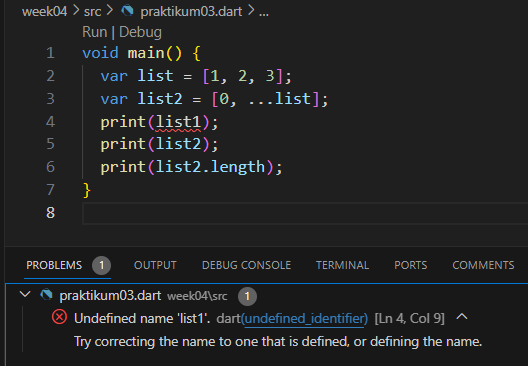 week04 > src > praktikum03.dart > ...
Run | Debug
1 void main() {
2   var list = [1, 2, 3];
3   var list2 = [0, ...list];
4   print(list1);
5   print(list2);
6   print(list2.length);
7 }
8
PROBLEMS 1 OUTPUT DEBUG CONSOLE TERMINAL PORTS COMMENTS
praktikum03.dart week04\src 1
Undefined name 'list1'. dart(undefined_identifier) [Ln 4, Col 9]
Try correcting the name to one that is defined, or defining the name.